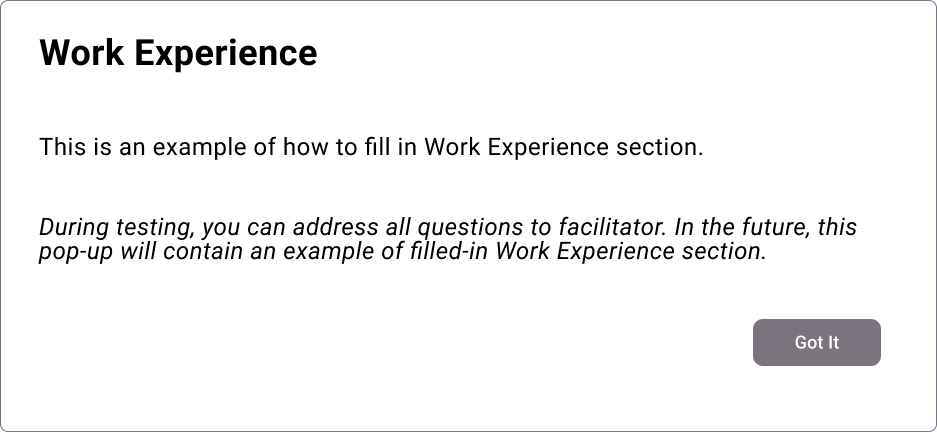 Work Experience
This is an example of how to fill in Work Experience section.
During testing, you can address all questions to facilitator. In the future, this
pop-up will contain an example of filled-in Work Experience section.
Got It